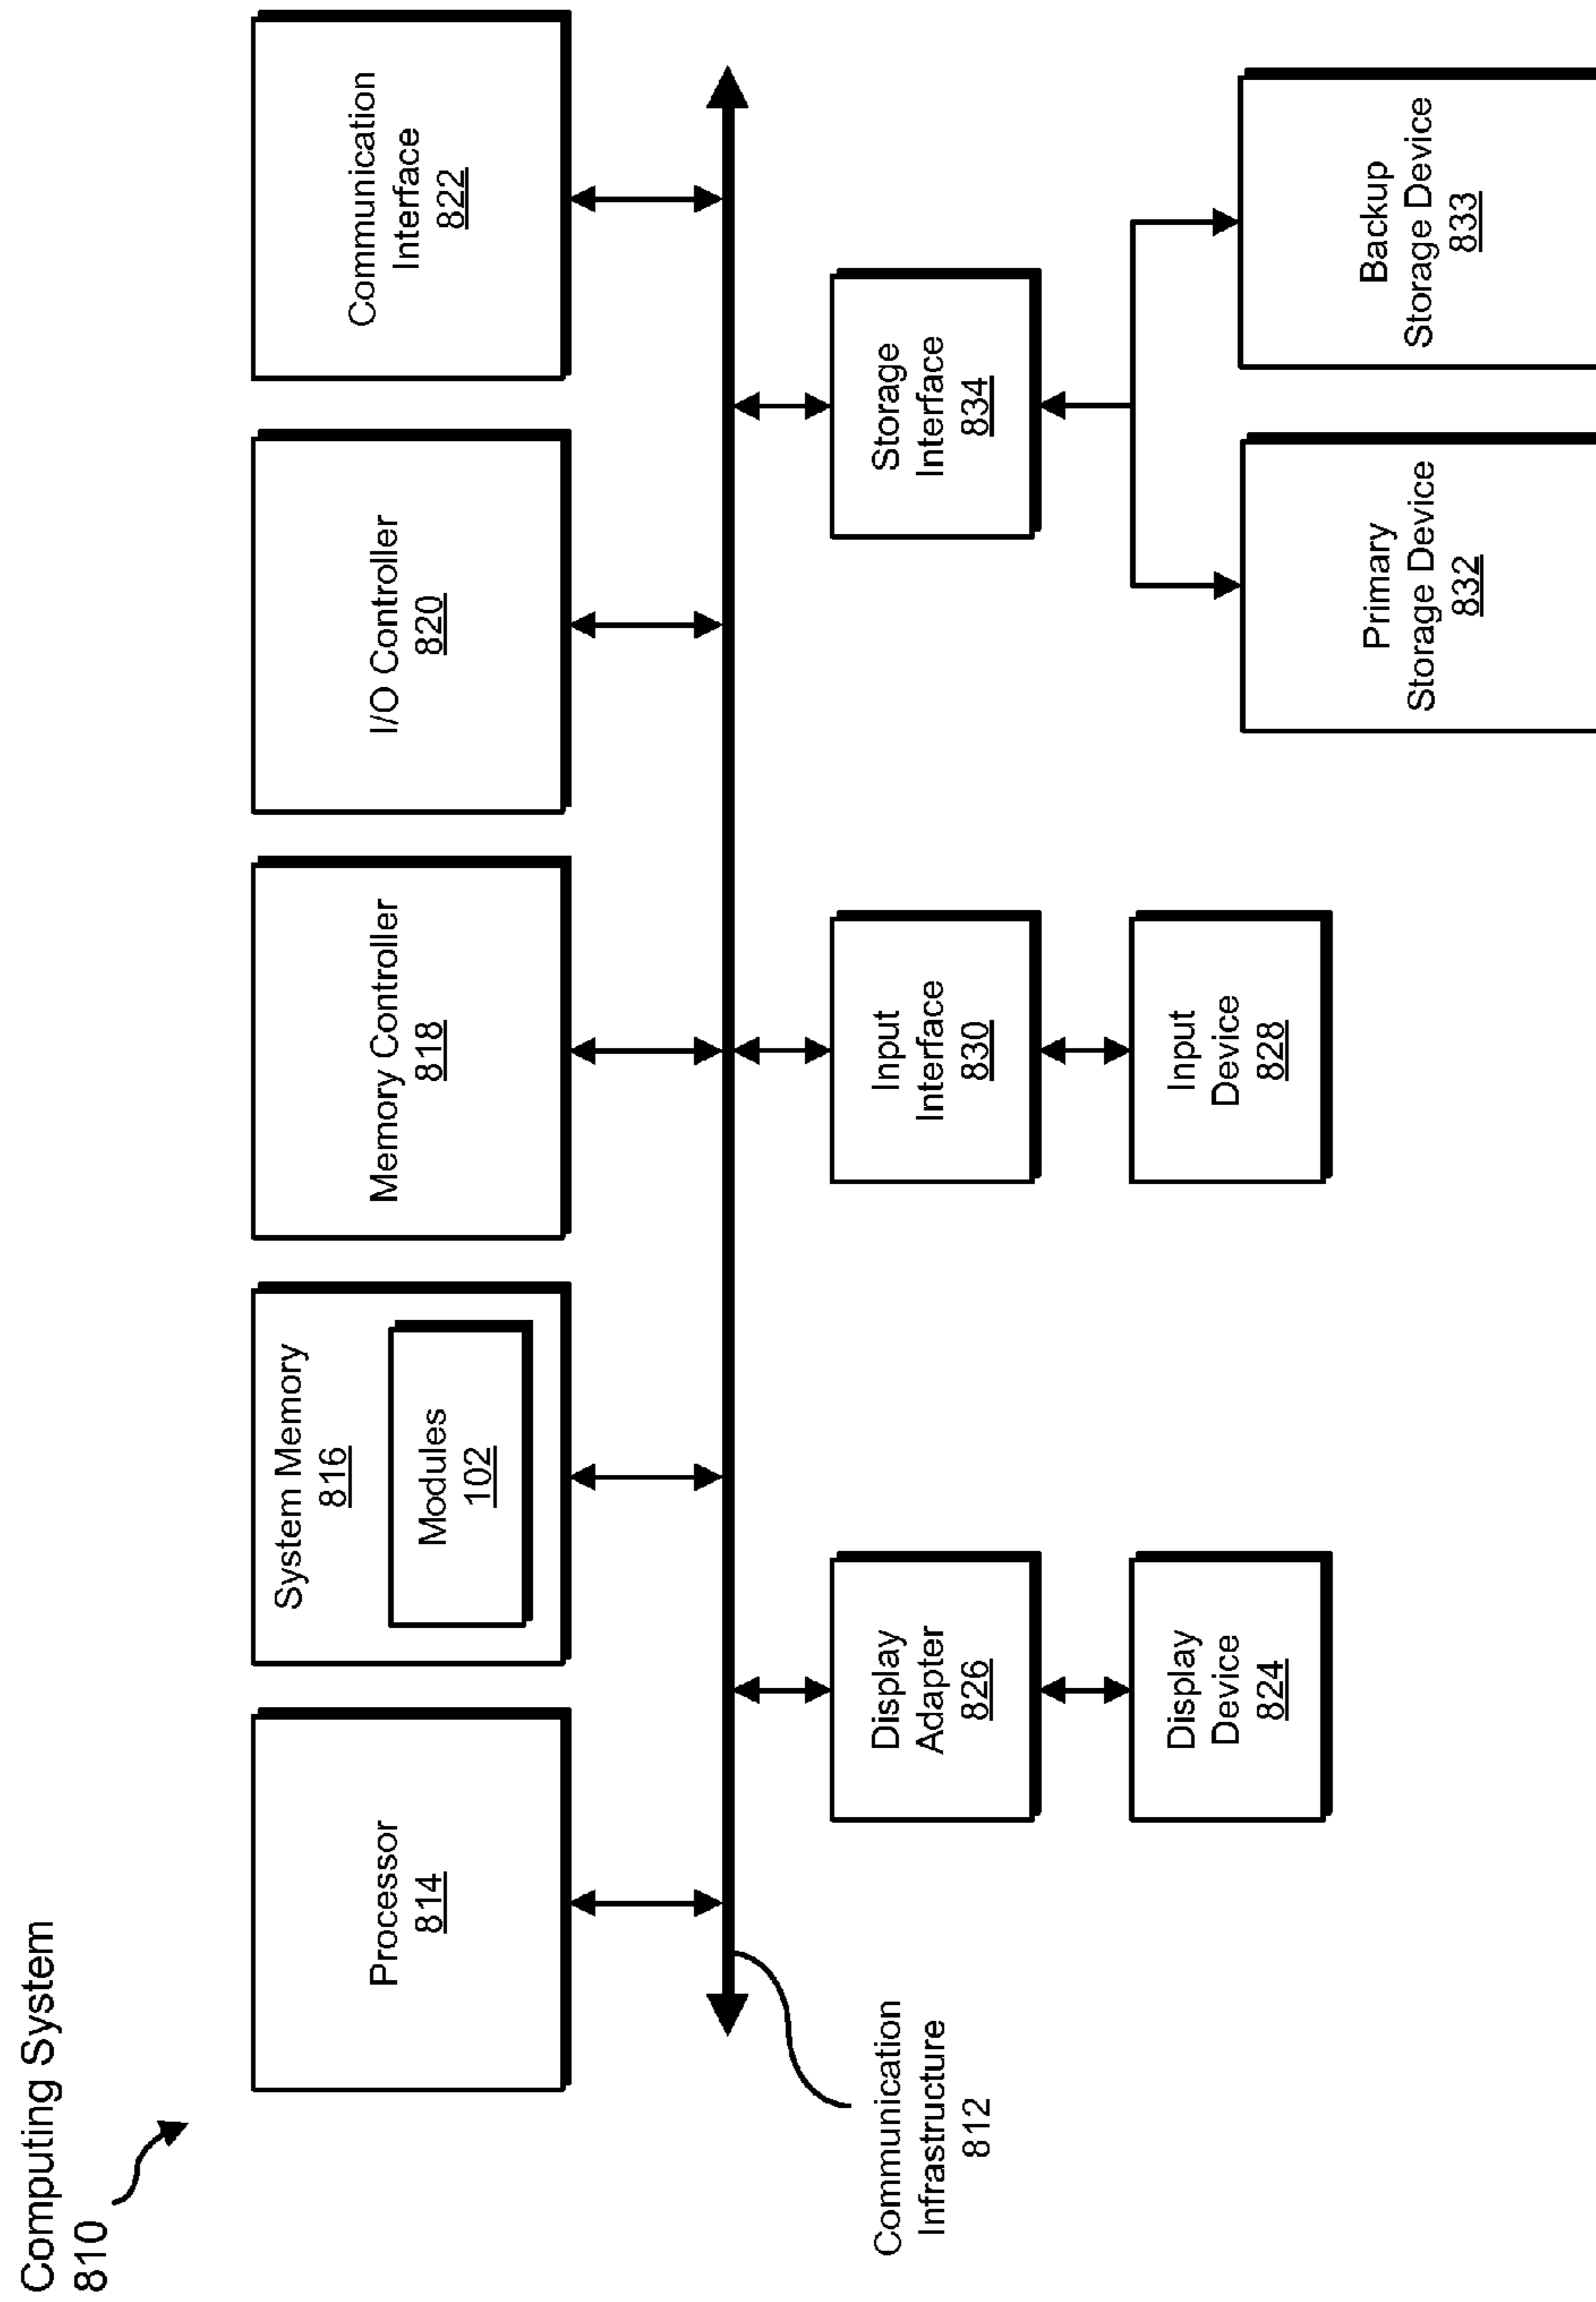 Computing System
810
Processor
814
System Memory
816
Modules
102
Memory Controller
818
I/O Controller
820
Communication
Interface
822
Communication
Infrastructure
812
Display
Adapter
826
Input
Interface
830
Storage
Interface
834
Display
Device
824
Input
Device
828
Primary
Storage Device
832
Backup
Storage Device
833